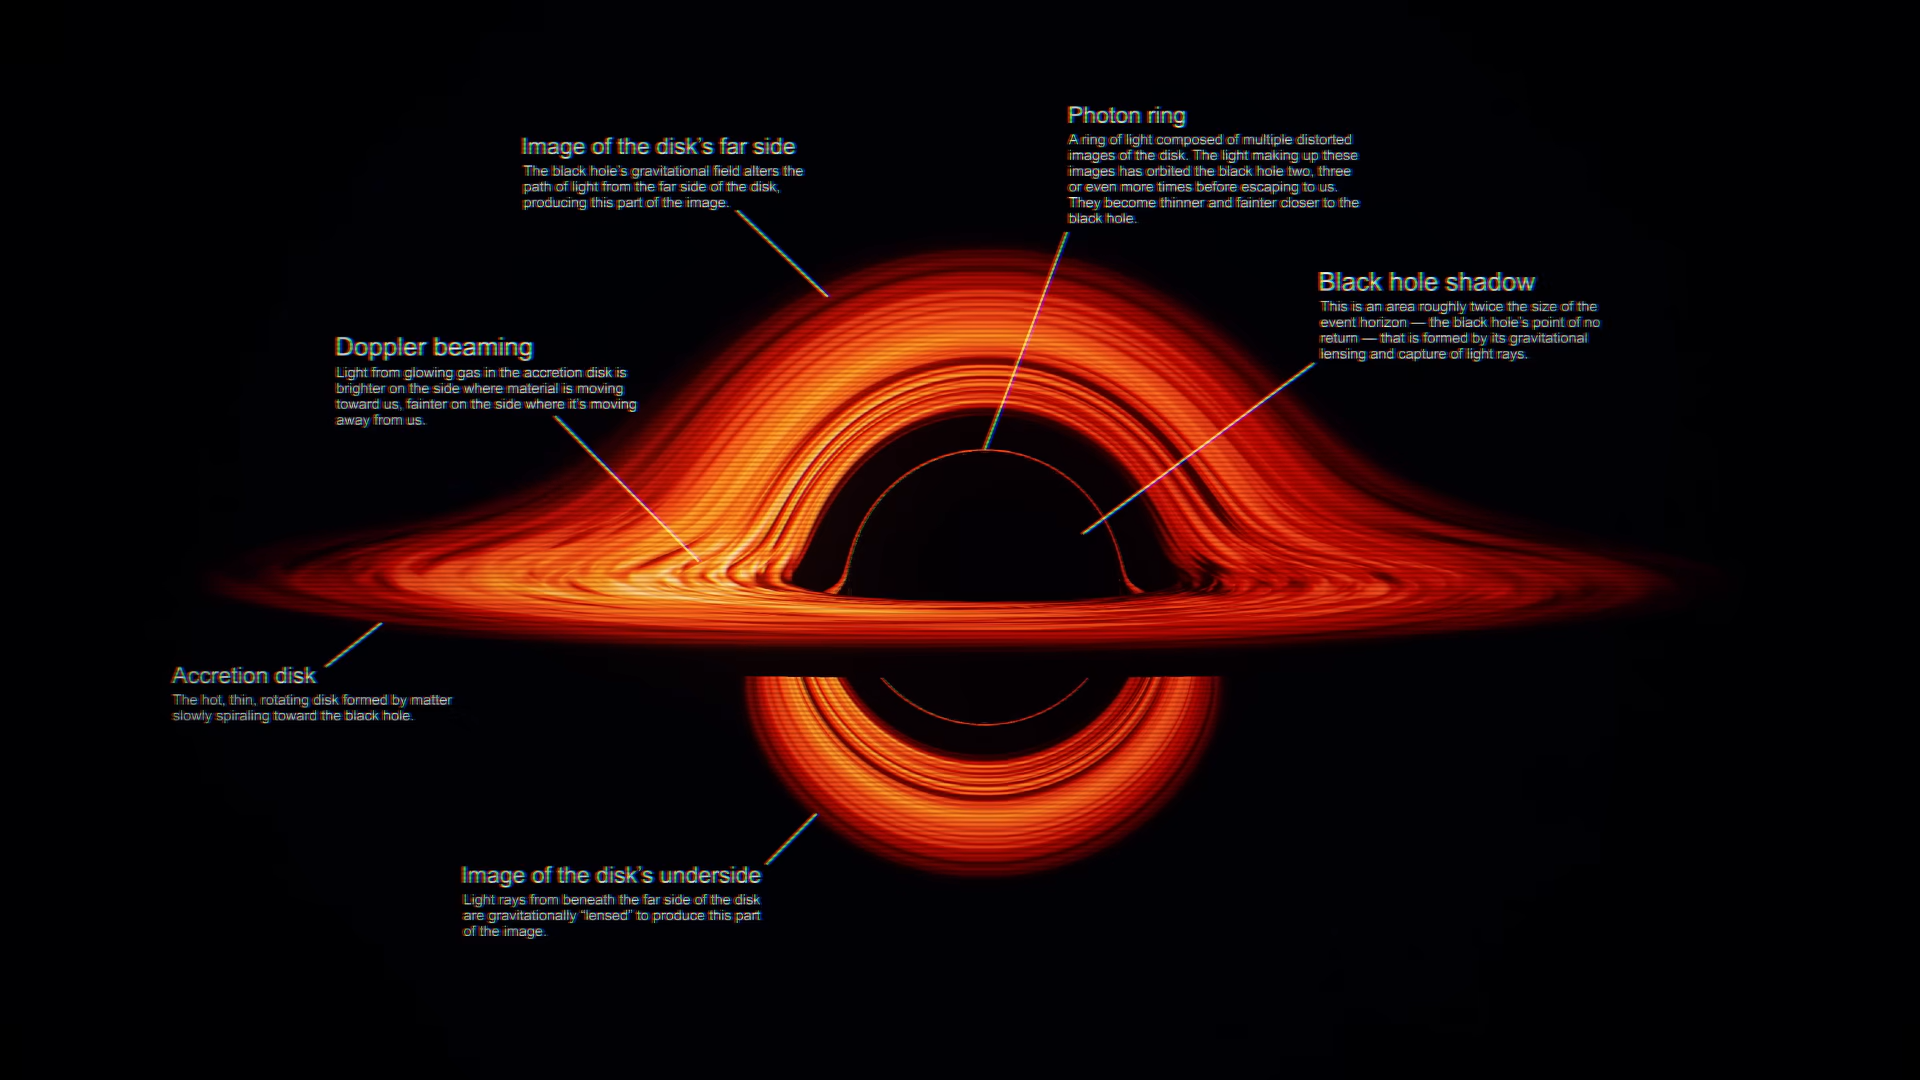 Photon ring
A ring of light composed of multiple distorted
images of the disk. The light making up these
images has orbited the black hole two, three
or even more times before escaping to us.
They become thinner and fainter closer to the
black hole.
Image of the disk's far side
The black hole's gravitational field alters the
path of light from the far side of the disk,
producing this part of the image.
Black hole shadow
This is an area roughly twice the size of the
event horizon — the black hole's point of no
return — that is formed by its gravitational
lensing and capture of light rays.
Doppler beaming
Light from glowing gas in the accretion disk is
brighter on the side where material is moving
toward us, fainter on the side where it's moving
away from us.
Accretion disk
The hot, thin, rotating disk formed by matter
slowly spiraling toward the black hole.
Image of the disk's underside
Light rays from beneath the far side of the disk
are gravitationally “lensed” to produce this part
of the image.